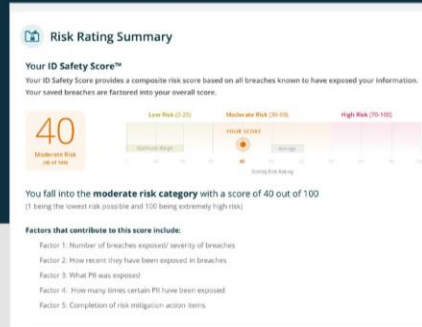 Risk Rating Summary
Your ID Safety Score™
Your ID Safety Score provides a composite risk score based on all breaches known to have exposed your information.
Your saved breaches are factored into your overall score.
40
Moderate Risk
Low Risk
Moderate Risk (30-69)
High Risk (70-100)
YOUR SCORE
Optimum Range
Average
Safety Risk Rating
You fall into the moderate risk category with a score of 40 out of 100
(1 being the lowest risk possible and 100 being extremely high risk)
Factors that contribute to this score include:
Factor 1: Number of breaches exposed/ severity of breaches
Factor 2: How recent they have been exposed in breaches
Factor 3: What PII was exposed
Factor 4: How many times certain PII have been exposed
Factor 5: Completion of risk mitigation action items